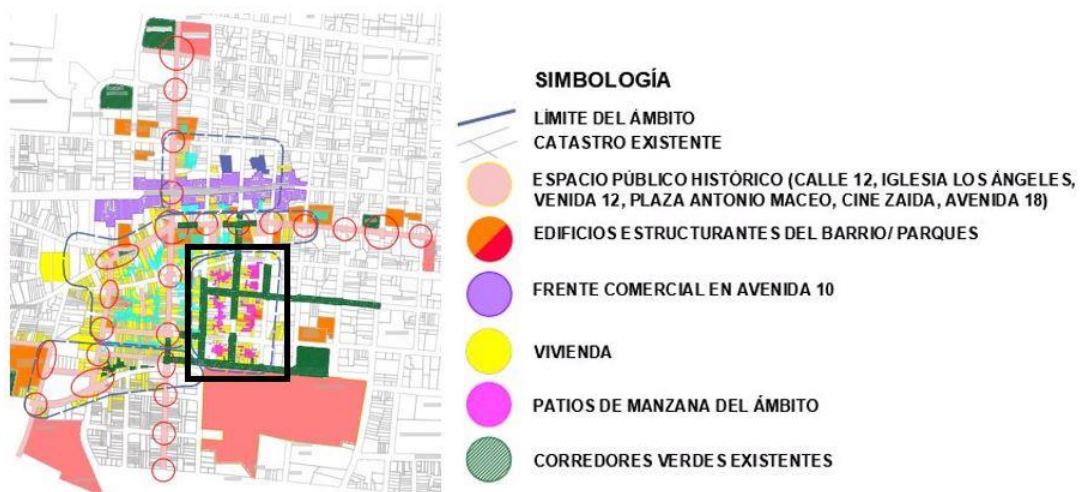 SIMBOLOGÍA
LÍMITE DEL ÁMBITO
CATASTRO EXISTENTE
ESPACIO PÚBLICO HISTÓRICO (CALLE 12, IGLESIA LOS ÁNGELES,
VENIDA 12, PLAZA ANTONIO MACEO, CINE ZAIDA, AVENIDA 18)
EDIFICIOS ESTRUCTURANTES DEL BARRIO/ PARQUES
FRENTE COMERCIAL EN AVENIDA 10
VIVIENDA
PATIOS DE MANZANA DEL ÁMBITO
CORREDORES VERDES EXISTENTES